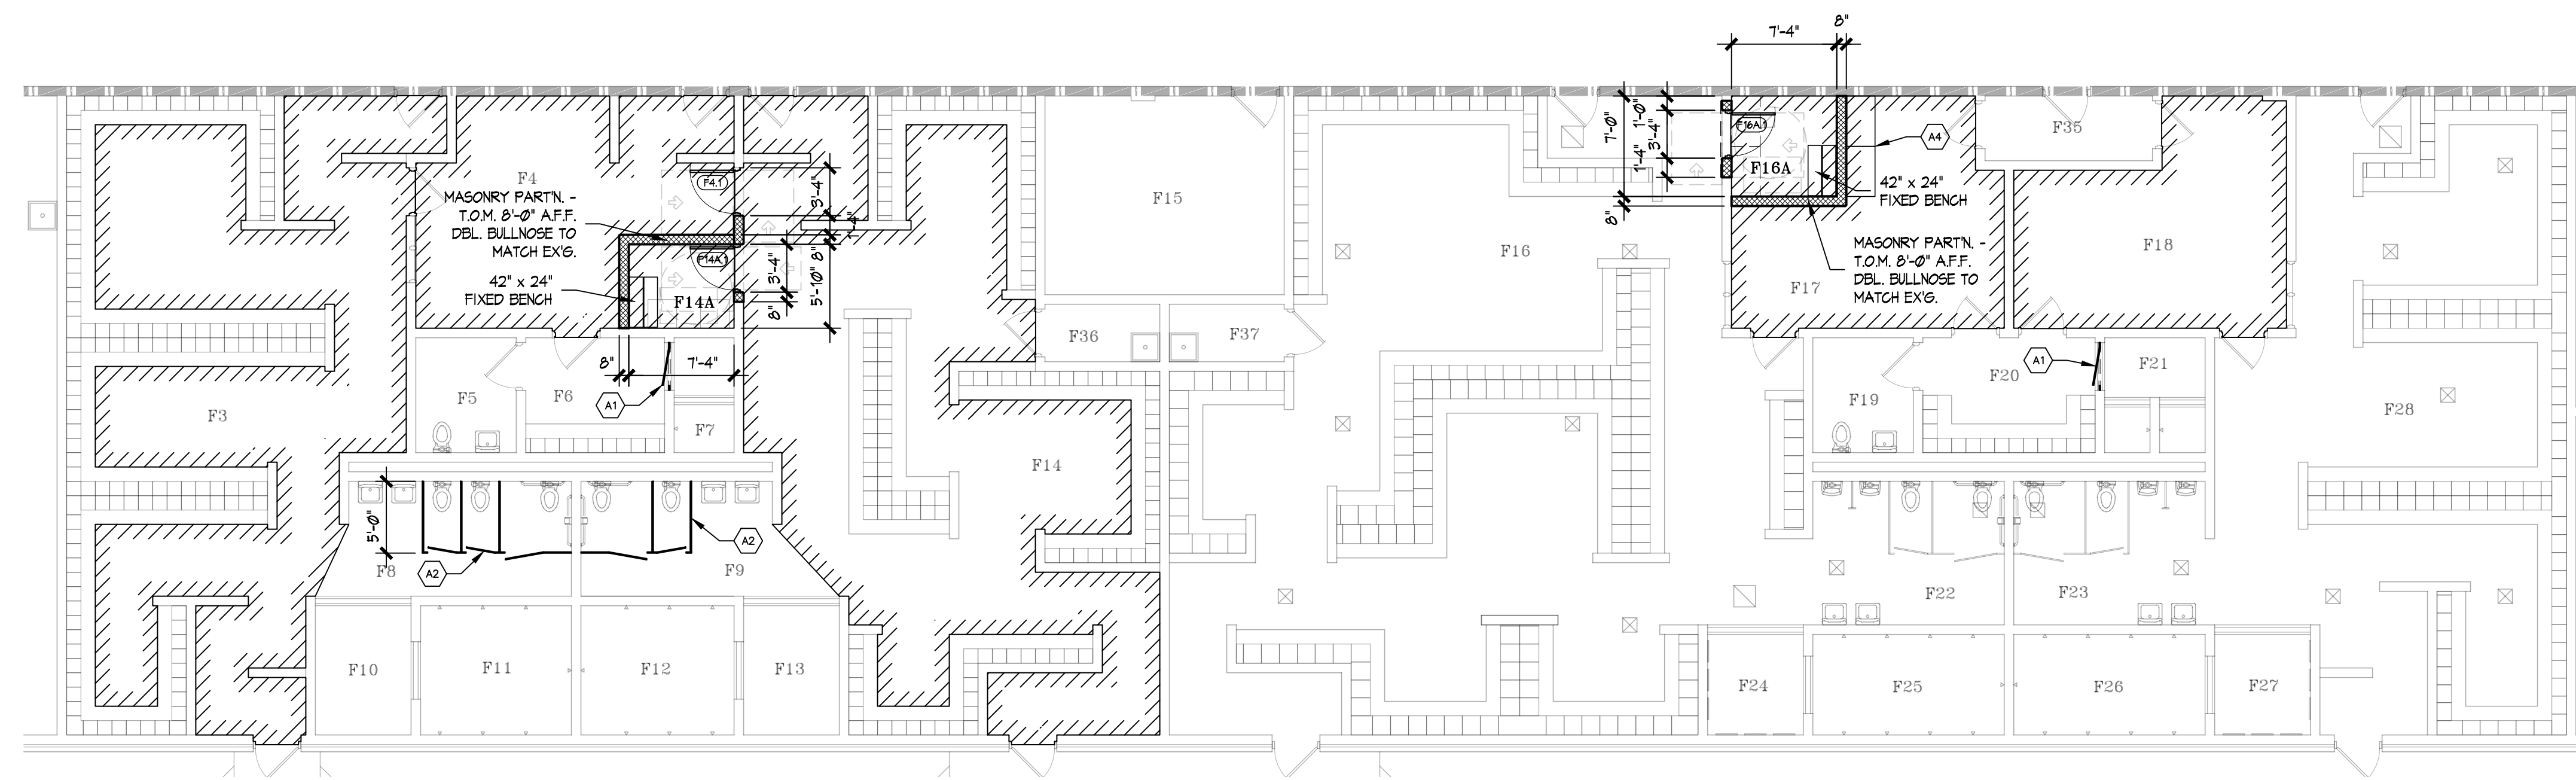 7'-4"
8"
7'-0"
1'-0"
3'-4"
1'-4"
8"
F16A.1
F16A
A4
42" x 24"
FIXED BENCH
MASONRY PART'N. -
T.O.M. 8'-0" A.F.F.
DBL. BULLNOSE TO
MATCH EX'G.
F35
F4
MASONRY PART'N. -
T.O.M. 8'-0" A.F.F.
DBL. BULLNOSE TO
MATCH EX'G.
42" x 24"
FIXED BENCH
F4.1
F14A.1
F14A
3'-4"
8"
3'-4"
5'-10"
8"
8"
7'-4"
A1
F15
F16
F17
F18
F36
F37
F3
F5
F6
F7
F14
F19
F20
A1
F21
F28
5'-0"
A2
A2
F8
F9
F22
F23
F10
F11
F12
F13
F24
F25
F26
F27